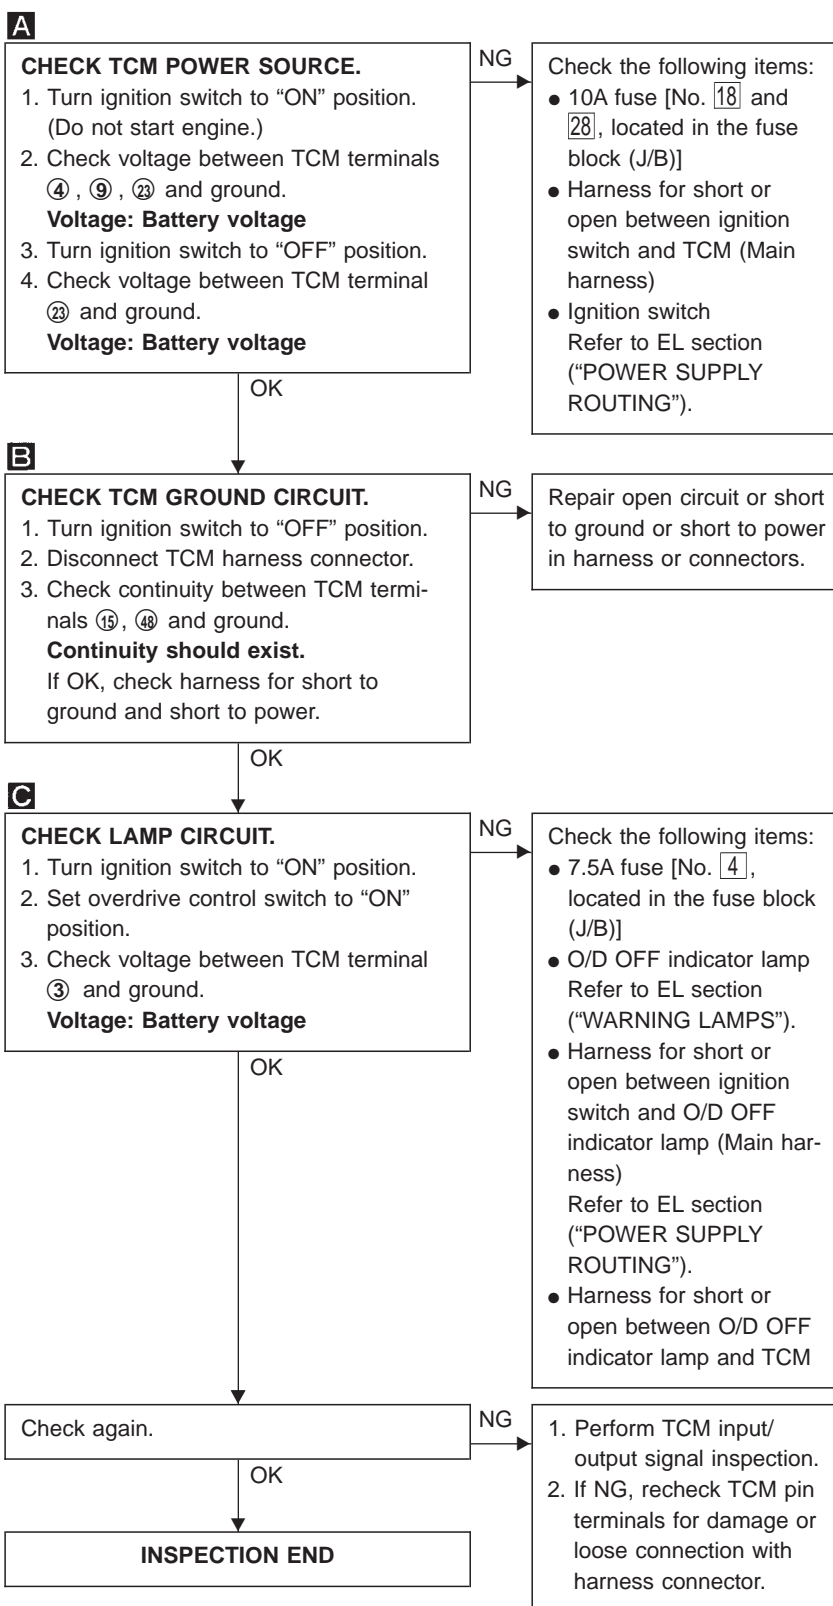 A
CHECK TCM POWER SOURCE.
1. Turn ignition switch to “ON” position.
(Do not start engine.)
2. Check voltage between TCM terminals
④ , ⑨ , ㉓ and ground.
Voltage: Battery voltage
3. Turn ignition switch to “OFF” position.
4. Check voltage between TCM terminal
㉓ and ground.
Voltage: Battery voltage
NG
Check the following items:
● 10A fuse [No. 18 and
28, located in the fuse
block (J/B)]
● Harness for short or
open between ignition
switch and TCM (Main
harness)
● Ignition switch
Refer to EL section
(“POWER SUPPLY
ROUTING”).
OK
B
CHECK TCM GROUND CIRCUIT.
1. Turn ignition switch to “OFF” position.
2. Disconnect TCM harness connector.
3. Check continuity between TCM termi-
nals ⑮, ㊽ and ground.
Continuity should exist.
If OK, check harness for short to
ground and short to power.
NG
Repair open circuit or short
to ground or short to power
in harness or connectors.
OK
C
CHECK LAMP CIRCUIT.
1. Turn ignition switch to “ON” position.
2. Set overdrive control switch to “ON”
position.
3. Check voltage between TCM terminal
③ and ground.
Voltage: Battery voltage
NG
Check the following items:
● 7.5A fuse [No. 4,
located in the fuse block
(J/B)]
● O/D OFF indicator lamp
Refer to EL section
(“WARNING LAMPS”).
● Harness for short or
open between ignition
switch and O/D OFF
indicator lamp (Main har-
ness)
Refer to EL section
(“POWER SUPPLY
ROUTING”).
● Harness for short or
open between O/D OFF
indicator lamp and TCM
OK
Check again.
NG
1. Perform TCM input/
output signal inspection.
2. If NG, recheck TCM pin
terminals for damage or
loose connection with
harness connector.
OK
INSPECTION END